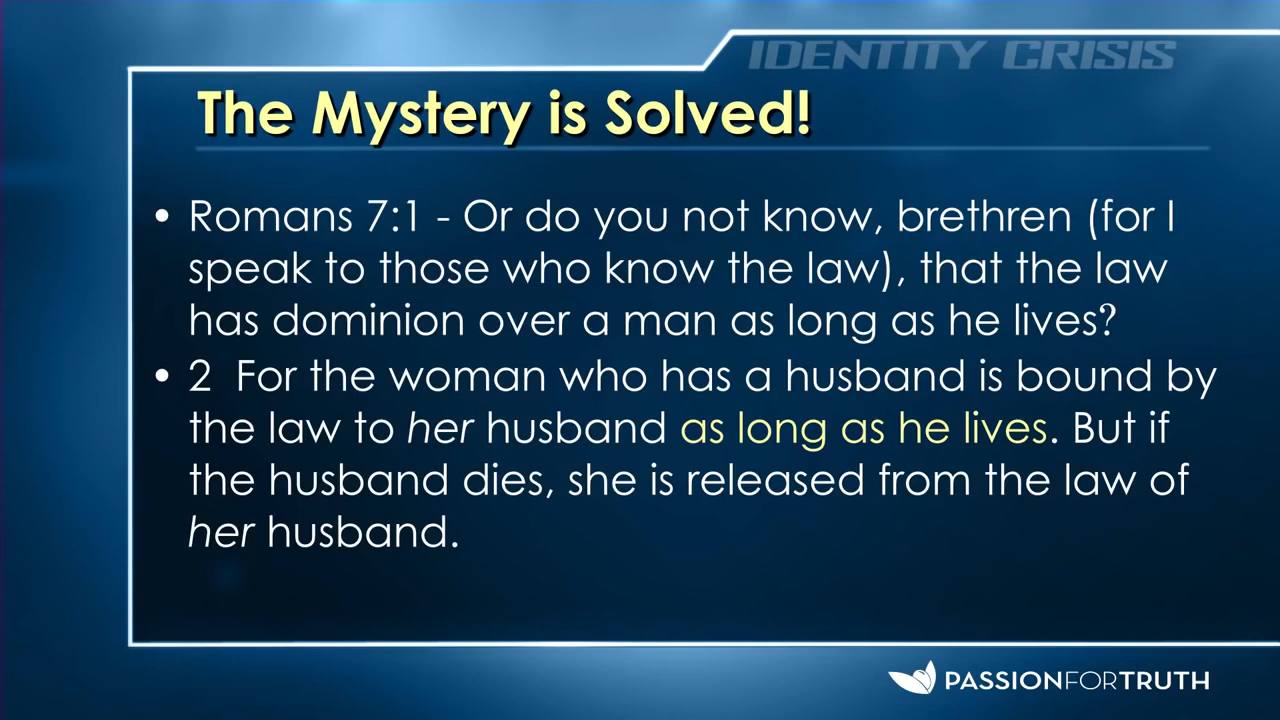 IDENTITY CRISIS
The Mystery is Solved!
• Romans 7:1 - Or do you not know, brethren (for I
speak to those who know the law), that the law
has dominion over a man as long as he lives?
• 2  For the woman who has a husband is bound by
the law to her husband as long as he lives. But if
the husband dies, she is released from the law of
her husband.
PASSIONFORTRUTH